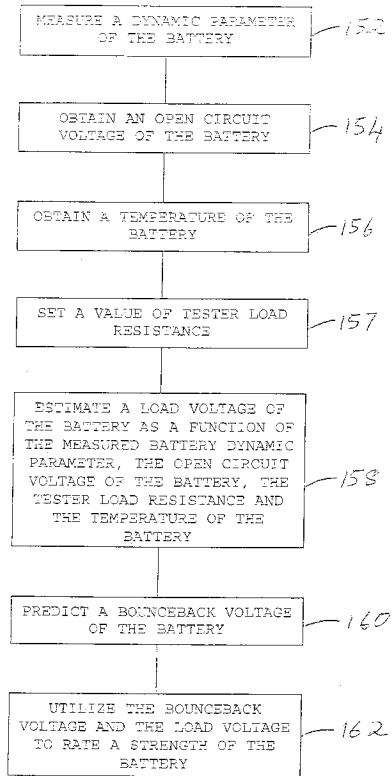 MEASURE A DYNAMIC PARAMETER
OF THE BATTERY
152
OBTAIN AN OPEN CIRCUIT
VOLTAGE OF THE BATTERY
154
OBTAIN A TEMPERATURE OF THE
BATTERY
156
SET A VALUE OF TESTER LOAD
RESISTANCE
157
ESTIMATE A LOAD VOLTAGE OF
THE BATTERY AS A FUNCTION OF
THE MEASURED BATTERY DYNAMIC
PARAMETER, THE OPEN CIRCUIT
VOLTAGE OF THE BATTERY, THE
TESTER LOAD RESISTANCE AND
THE TEMPERATURE OF THE
BATTERY
158
PREDICT A BOUNCEBACK VOLTAGE
OF THE BATTERY
160
UTILIZE THE BOUNCEBACK
VOLTAGE AND THE LOAD VOLTAGE
TO RATE A STRENGTH OF THE
BATTERY
162